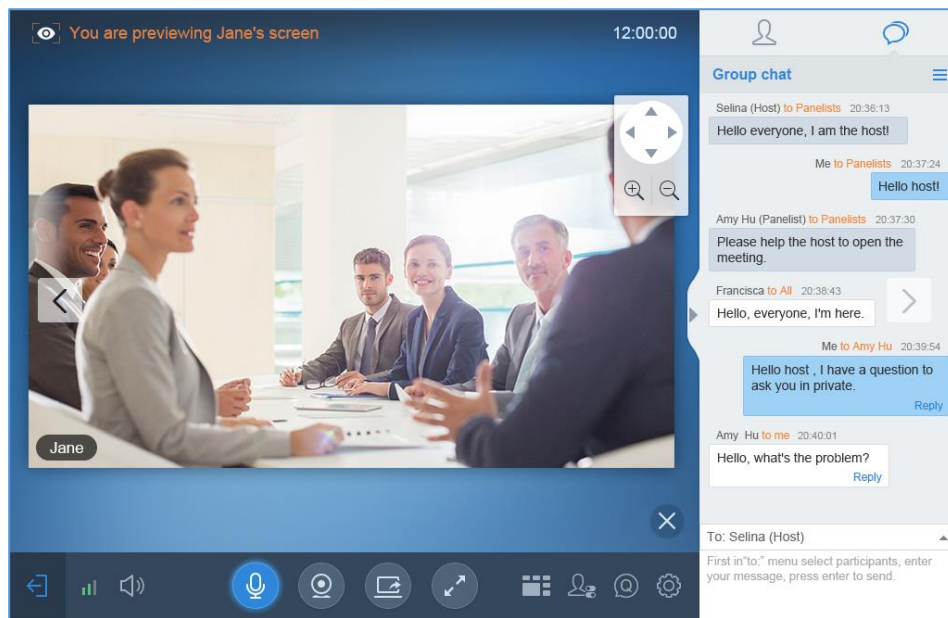 You are previewing Jane's screen
12:00:00
Jane
Group chat
Selina (Host) to Panelists 20:36:13
Hello everyone, I am the host!
Me to Panelists 20:37:24
Hello host!
Amy Hu (Panelist) to Panelists 20:37:30
Please help the host to open the
meeting.
Francisca to All 20:38:43
Hello, everyone, I'm here.
Me to Amy Hu 20:39:54
Hello host , I have a question to
ask you in private.
Reply
Amy Hu to me 20:40:01
Hello, what's the problem?
Reply
To: Selina (Host)
First in"to:" menu select participants, enter
your message, press enter to send.